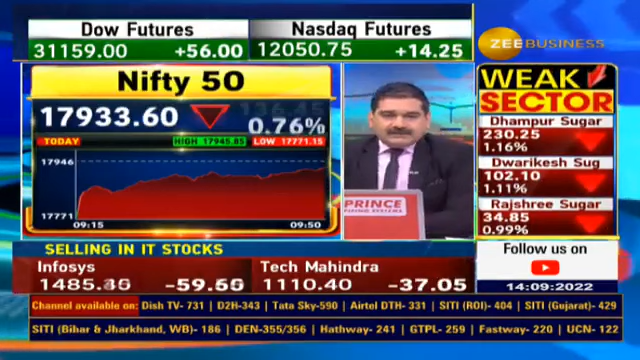 Dow Futures
31159.00 +56.00
Nasdaq Futures
12050.75 +14.25
ZEE BUSINESS
Nifty 50
17933.60
0.76%
TODAY HIGH 17945.85 LOW 17771.15
17946
17771
09:15 09:50
PRINCE
PIPING SYSTEMS
WEAK
SECTOR
Dhampur Sugar
230.25
1.16%
Dwarikesh Sug
102.10
1.11%
Rajshree Sugar
34.85
0.99%
SELLING IN IT STOCKS
Infosys
-59.60
Tech Mahindra
1110.40 -37.05
Follow us on
14:09:2022
Channel available on: Dish TV- 731 | D2H-343 | Tata Sky-590 | Airtel DTH- 331 | SITI (ROI)- 404 | SITI (Gujarat)- 429
SITI (Bihar & Jharkhand, WB)- 186 | DEN-355/356 | Hathway- 241 | GTPL- 259 | Fastway- 220 | UCN- 122